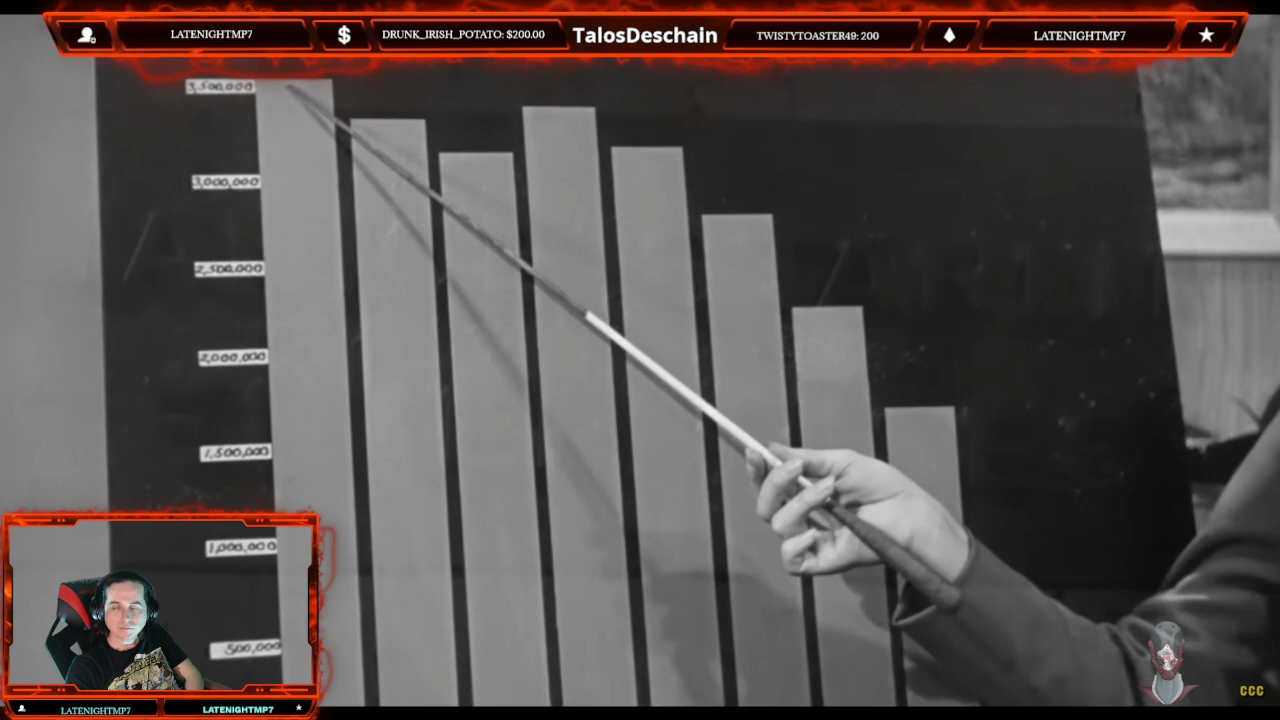 LATENIGHTMP7
$
DRUNK_IRISH_POTATO: $200.00
TalosDeschain
TWISTYTOASTER49: 200
LATENIGHTMP7
3,500,000
3,000,000
2,500,000
2,000,000
1,500,000
1,000,000
500,000
LATENIGHTMP7
LATENIGHTMP7
CCC